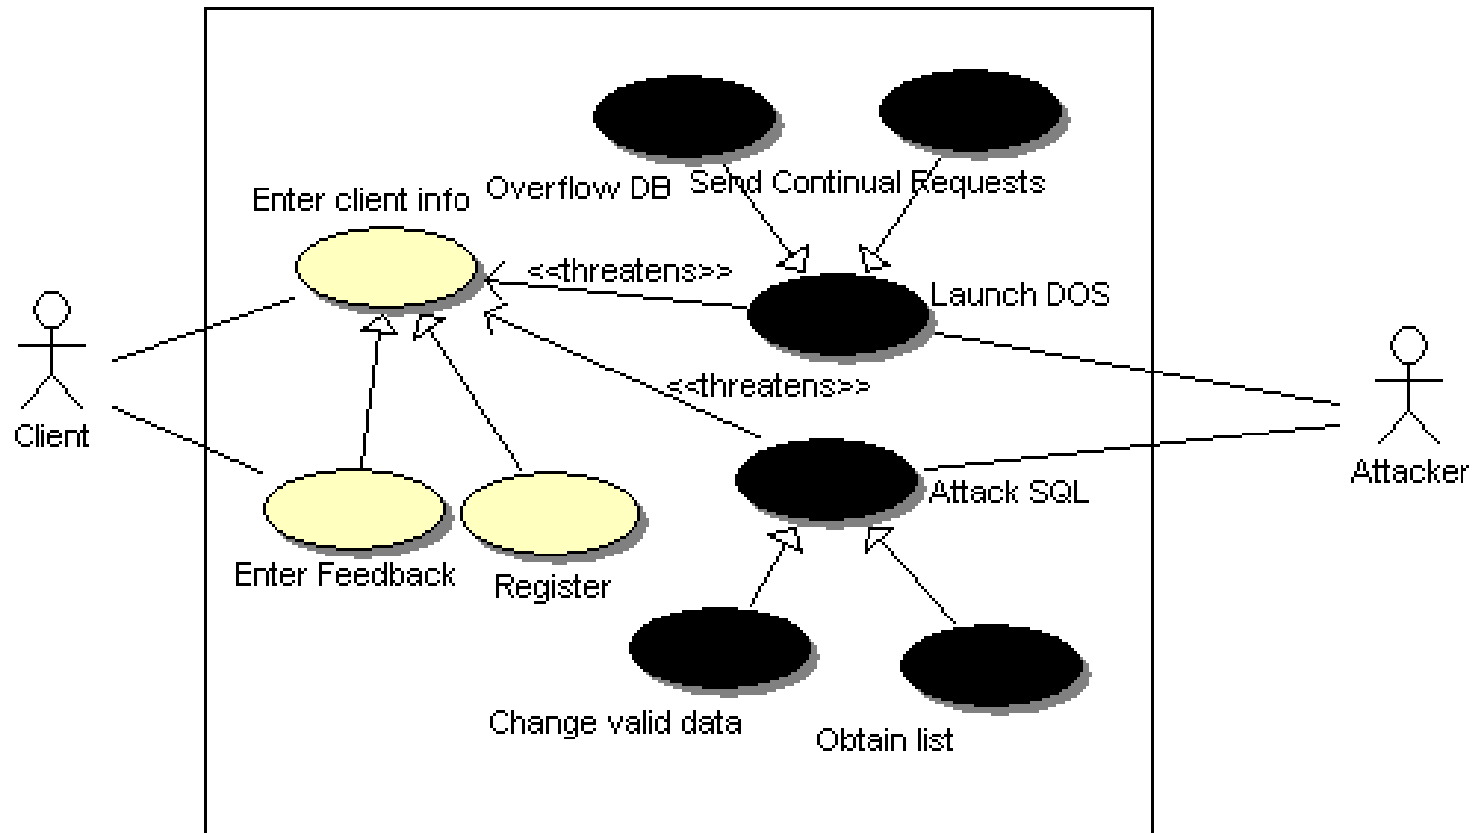 Send Continual Requests
Overflow DB
Enter client info
<<threatens>>
Launch DOS
<<threatens>>
Client
Attacker
Attack SQL
Enter Feedback
Register
Change valid data
Obtain list